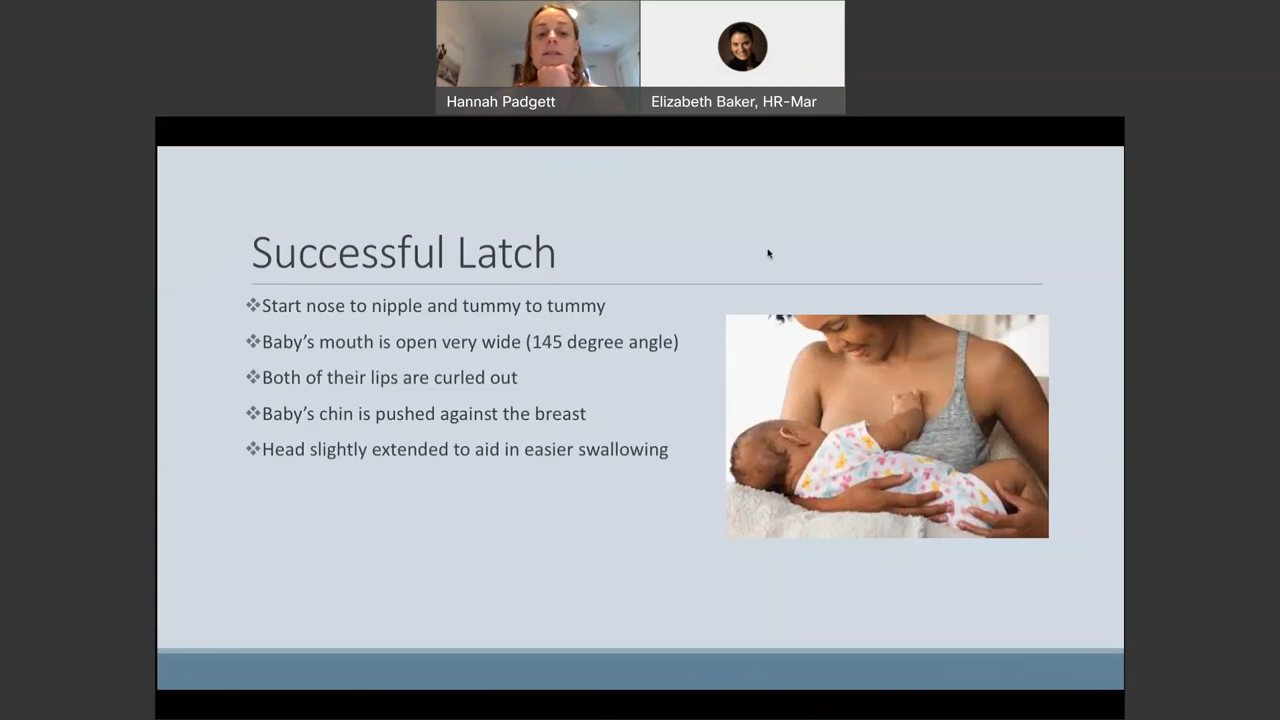 Hannah Padgett
Elizabeth Baker, HR-Mar
Successful Latch
❖Start nose to nipple and tummy to tummy
❖Baby’s mouth is open very wide (145 degree angle)
❖Both of their lips are curled out
❖Baby’s chin is pushed against the breast
❖Head slightly extended to aid in easier swallowing